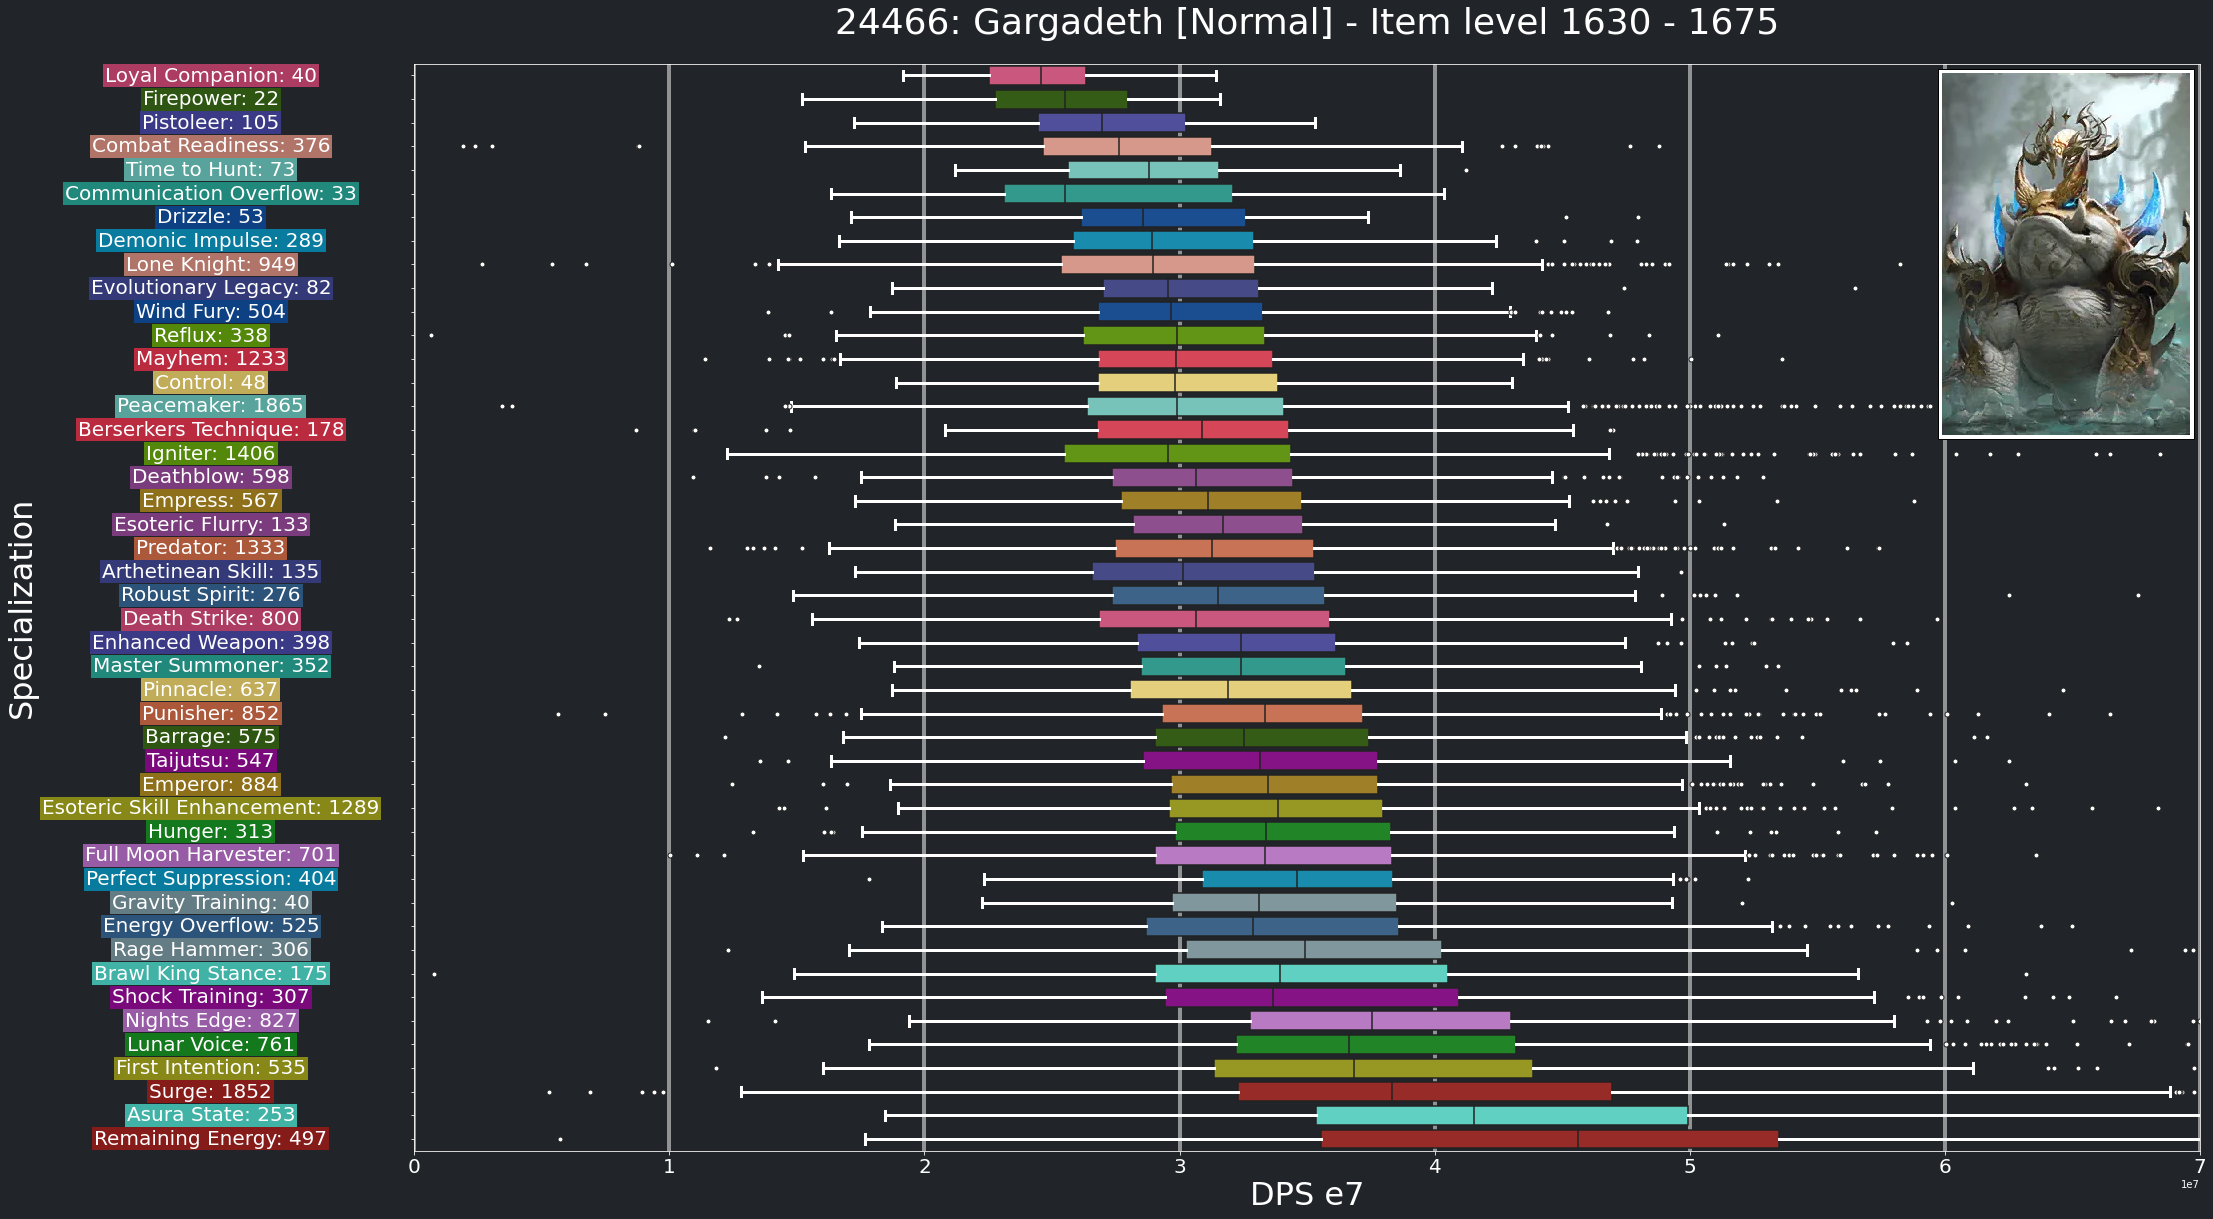 24466: Gargadeth [Normal] - Item level 1630 - 1675
Loyal Companion: 40
Firepower: 22
Pistoleer: 105
Combat Readiness: 376
Time to Hunt: 73
Communication Overflow: 33
Drizzle: 53
Demonic Impulse: 289
Lone Knight: 949
Evolutionary Legacy: 82
Wind Fury: 504
Reflux: 338
Mayhem: 1233
Control: 48
Peacemaker: 1865
Berserkers Technique: 178
Igniter: 1406
Deathblow: 598
Empress: 567
Esoteric Flurry: 133
Predator: 1333
Arthetinean Skill: 135
Robust Spirit: 276
Death Strike: 800
Enhanced Weapon: 398
Master Summoner: 352
Pinnacle: 637
Punisher: 852
Barrage: 575
Taijutsu: 547
Emperor: 884
Esoteric Skill Enhancement: 1289
Hunger: 313
Full Moon Harvester: 701
Perfect Suppression: 404
Gravity Training: 40
Energy Overflow: 525
Rage Hammer: 306
Brawl King Stance: 175
Shock Training: 307
Nights Edge: 827
Lunar Voice: 761
First Intention: 535
Surge: 1852
Asura State: 253
Remaining Energy: 497
Specialization
0 1 2 3 4 5 6 7
1e7
DPS e7